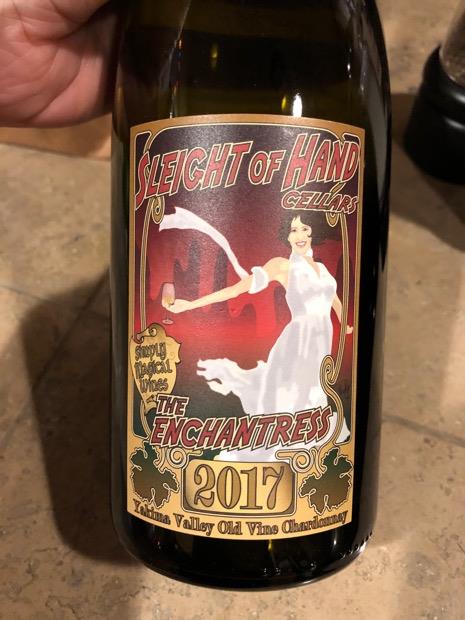 SLEIGHT OF HAND
CELLARS
Simply
Magical
Wines
THE
ENCHANTRESS
2017
Yakima Valley Old Vine Chardonnay